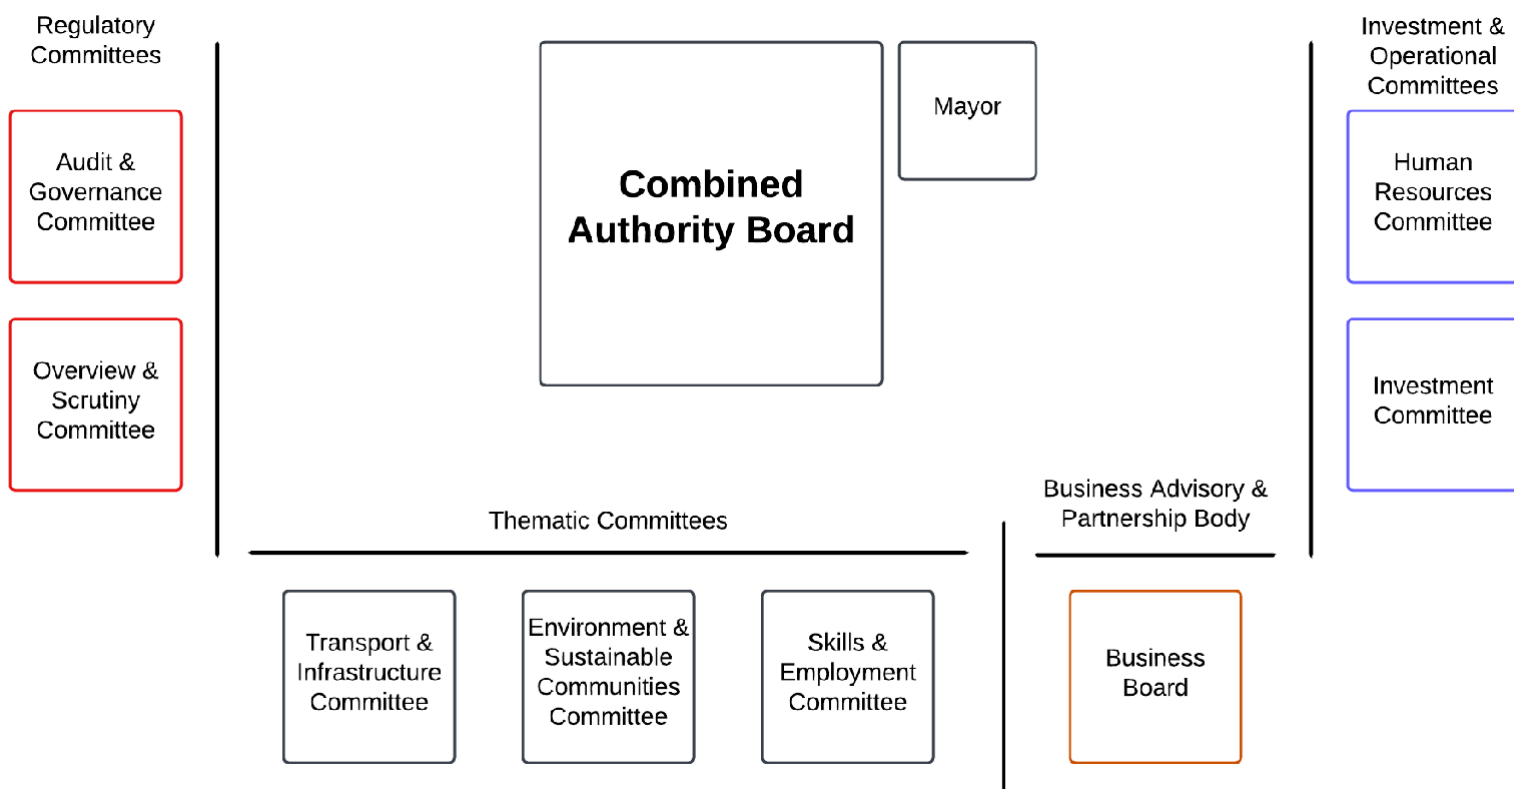 Regulatory
Committees
Audit &
Governance
Committee
Overview &
Scrutiny
Committee
Combined
Authority Board
Mayor
Investment &
Operational
Committees
Human
Resources
Committee
Investment
Committee
Thematic Committees
Transport &
Infrastructure
Committee
Environment &
Sustainable
Communities
Committee
Skills &
Employment
Committee
Business Advisory &
Partnership Body
Business
Board